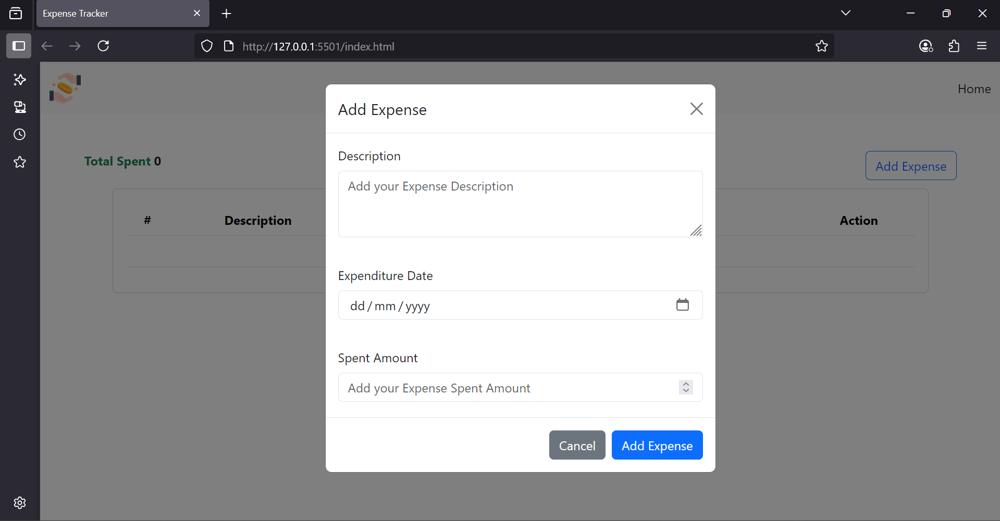 Expense Tracker
http://127.0.0.1:5501/index.html
Home
Add Expense
Total Spent 0
Add Expense
# Description Action
Description
Add your Expense Description
Expenditure Date
dd/mm/yyyy
Spent Amount
Add your Expense Spent Amount
Cancel Add Expense